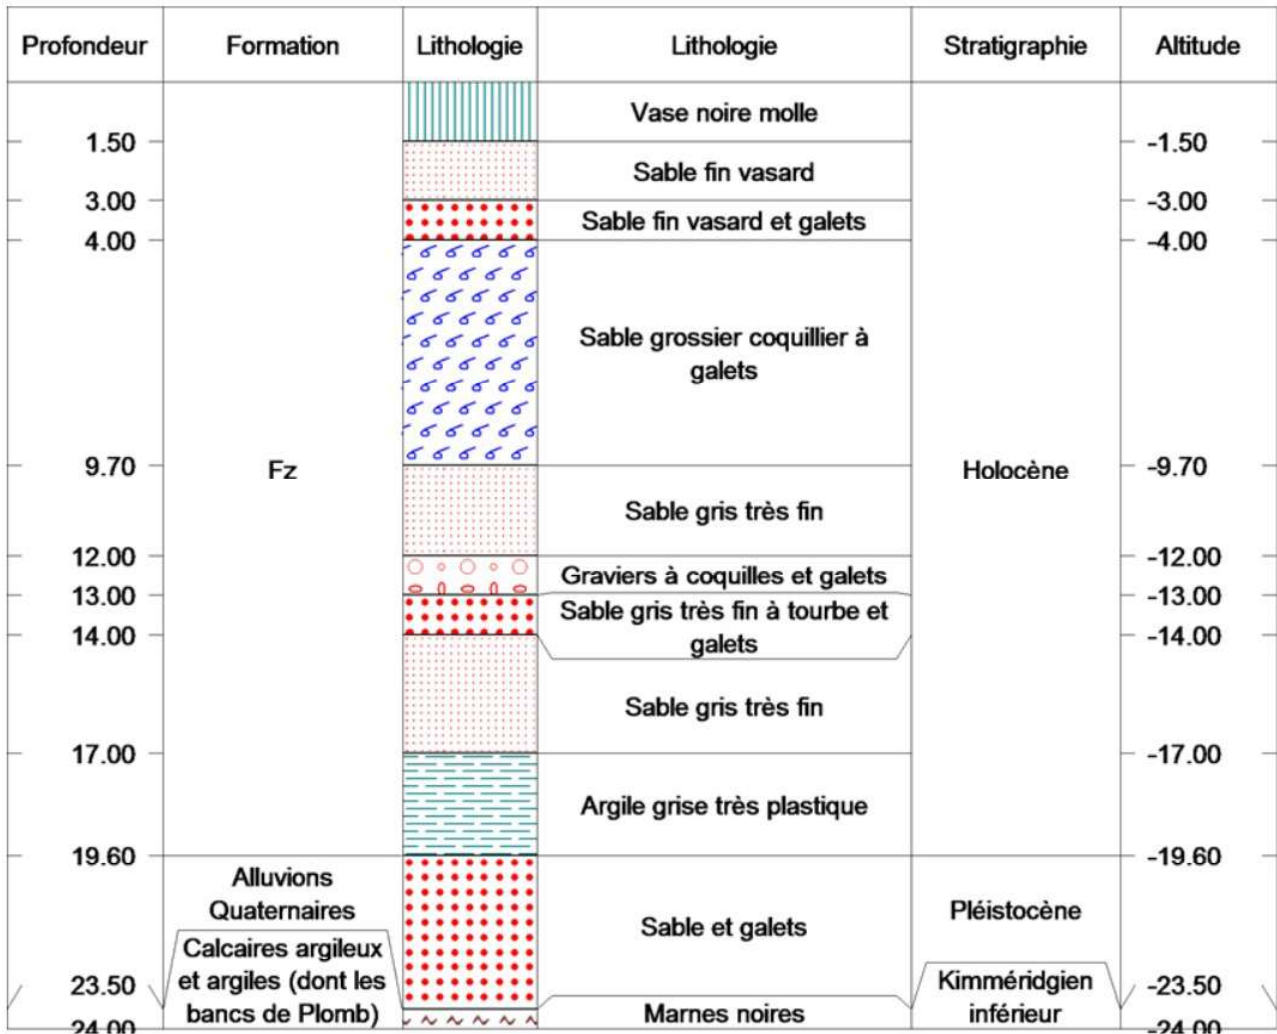 Profondeur Formation Lithologie Lithologie Stratigraphie Altitude
Vase noire molle
1.50 -1.50
Sable fin vasard
3.00 -3.00
Sable fin vasard et galets
4.00 -4.00
Sable grossier coquillier à
galets
9.70 Fz Holocène -9.70
Sable gris très fin
12.00 -12.00
Graviers à coquilles et galets
13.00 -13.00
Sable gris très fin à tourbe et
14.00 -14.00
galets
Sable gris très fin
17.00 -17.00
Argile grise très plastique
19.60 -19.60
Alluvions
Quaternaires Pléistocène
Sable et galets
Calcaires argileux
et argiles (dont les
bancs de Plomb)
Kimméridgien
inférieur
23.50 -23.50
Marnes noires
24.00 -24.00